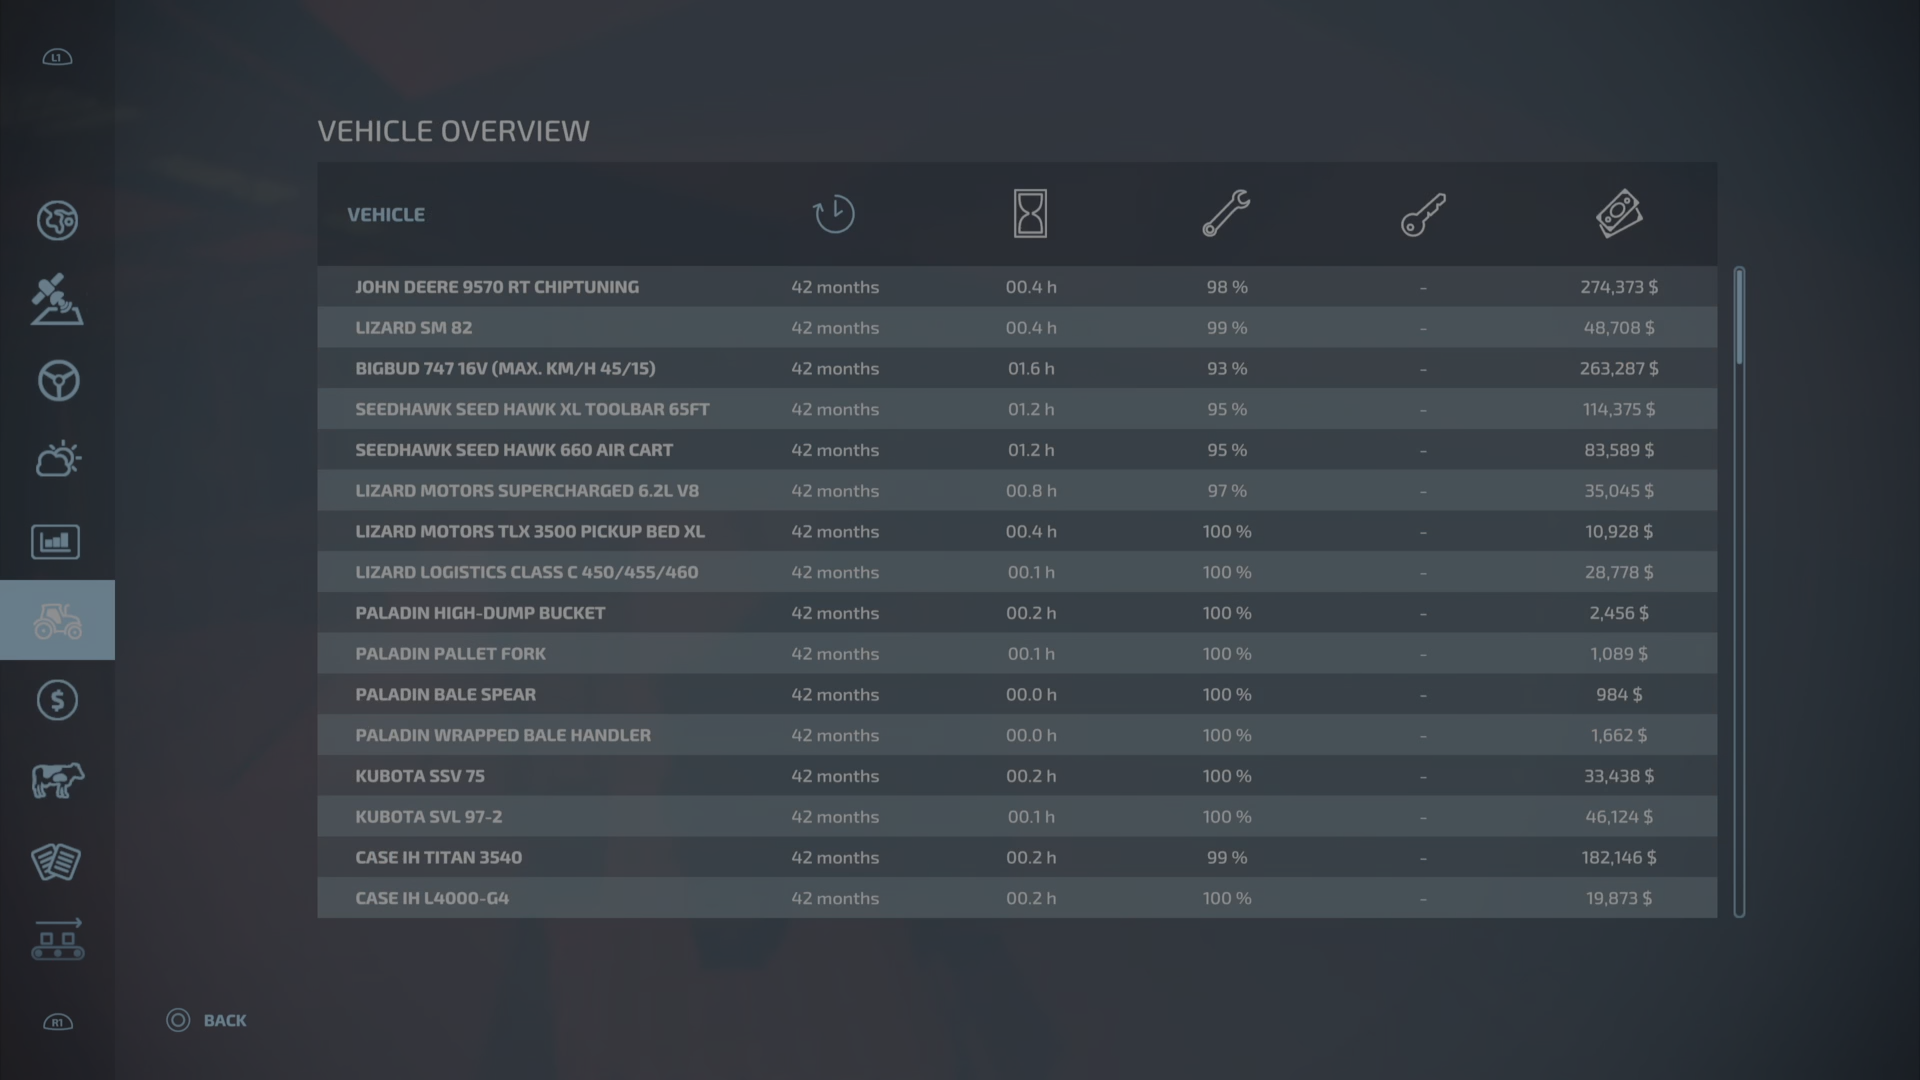 L1
VEHICLE OVERVIEW
VEHICLE
JOHN DEERE 9570 RT CHIPTUNING 42 months 00.4 h 98 % - 274,373 $
LIZARD SM 82 42 months 00.4 h 99 % - 48,708 $
BIGBUD 747 16V (MAX. KM/H 45/15) 42 months 01.6 h 93 % - 263,287 $
SEEDHAWK SEED HAWK XL TOOLBAR 65FT 42 months 01.2 h 95 % - 114,375 $
SEEDHAWK SEED HAWK 660 AIR CART 42 months 01.2 h 95 % - 83,589 $
LIZARD MOTORS SUPERCHARGED 6.2L V8 42 months 00.8 h 97 % - 35,045 $
LIZARD MOTORS TLX 3500 PICKUP BED XL 42 months 00.4 h 100 % - 10,928 $
LIZARD LOGISTICS CLASS C 450/455/460 42 months 00.1 h 100 % - 28,778 $
PALADIN HIGH-DUMP BUCKET 42 months 00.2 h 100 % - 2,456 $
PALADIN PALLET FORK 42 months 00.1 h 100 % - 1,089 $
PALADIN BALE SPEAR 42 months 00.0 h 100 % - 984 $
PALADIN WRAPPED BALE HANDLER 42 months 00.0 h 100 % - 1,662 $
KUBOTA SSV 75 42 months 00.2 h 100 % - 33,438 $
KUBOTA SVL 97-2 42 months 00.1 h 100 % - 46,124 $
CASE IH TITAN 3540 42 months 00.2 h 99 % - 182,146 $
CASE IH L4000-G4 42 months 00.2 h 100 % - 19,873 $
R1
BACK